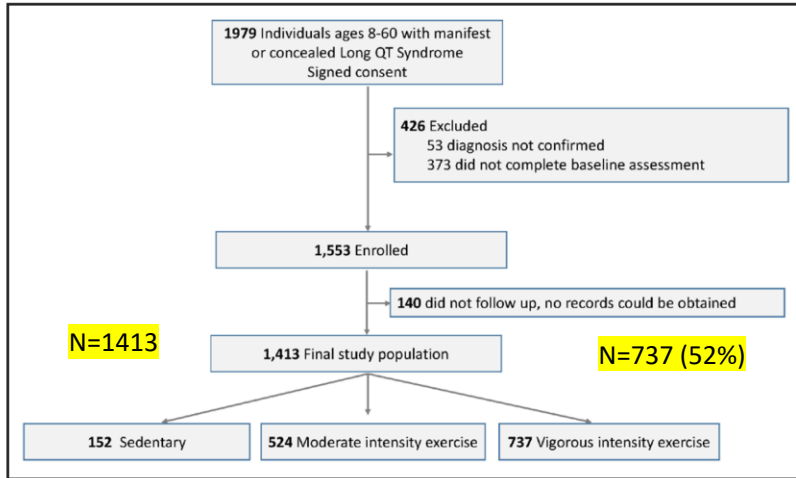 1979 Individuals ages 8-60 with manifest
or concealed Long QT Syndrome
Signed consent
426 Excluded
53 diagnosis not confirmed
373 did not complete baseline assessment
1,553 Enrolled
140 did not follow up, no records could be obtained
N=1413
1,413 Final study population
N=737 (52%)
152 Sedentary
524 Moderate intensity exercise
737 Vigorous intensity exercise